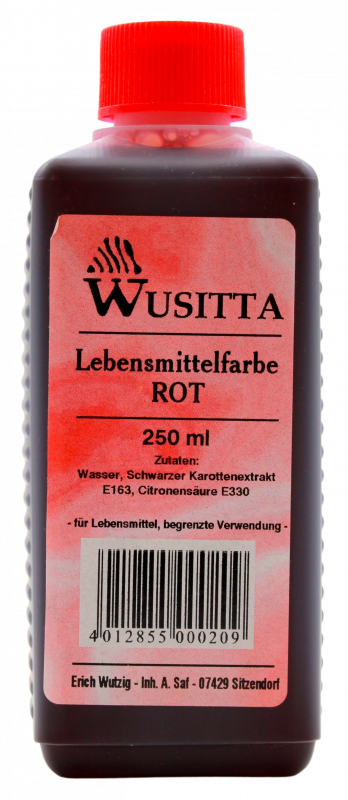 WUSITTA
Lebensmittelfarbe
ROT
250 ml
Zutaten:
Wasser, Schwarzer Karottenextrakt
E163, Citronensäure E330
- für Lebensmittel, begrenzte Verwendung -
4 012855 000209
Erich Wutzig - Inh. A. Saf - 07429 Sitzendorf